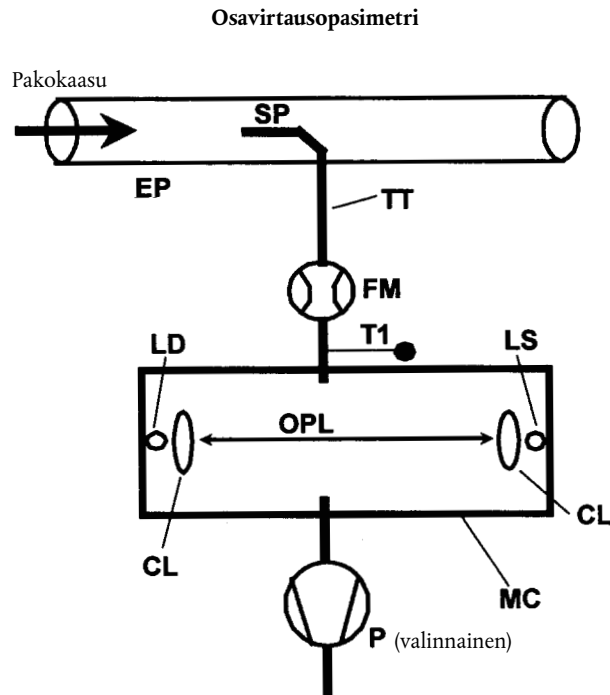 Osavirtausopasimetri
Pakokaasu
SP
EP
TT
FM
T1
LD
LS
OPL
CL
CL
MC
P (valinnainen)